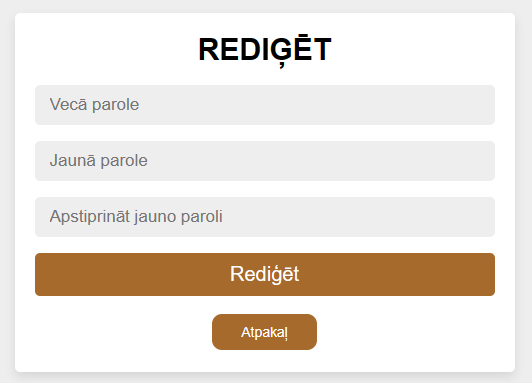 REDIĢĒT
Vecā parole
Jaunā parole
Apstiprināt jauno paroli
Rediģēt
Atpakaļ